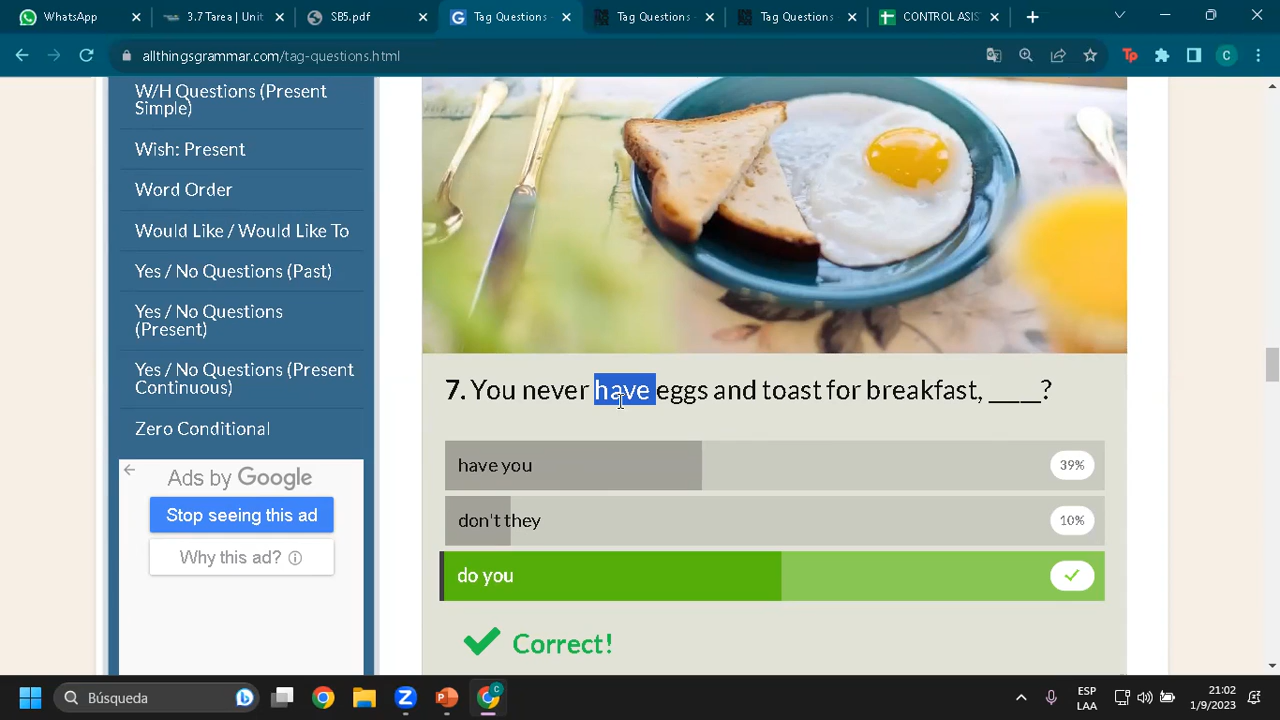 WhatsApp
3.7 Tarea | Unit
SB5.pdf
Tag Questions
Tag Questions
Tag Questions
CONTROL ASIS
allthingsgrammar.com/tag-questions.html
C
W/H Questions (Present
Simple)
Wish: Present
Word Order
Would Like / Would Like To
Yes / No Questions (Past)
Yes / No Questions
(Present)
Yes / No Questions (Present
Continuous)
Zero Conditional
Ads by Google
Stop seeing this ad
Why this ad?
7. You never have eggs and toast for breakfast, _____?
have you
39%
don't they
10%
do you
Correct!
Búsqueda
ESP
LAA
21:02
1/9/2023